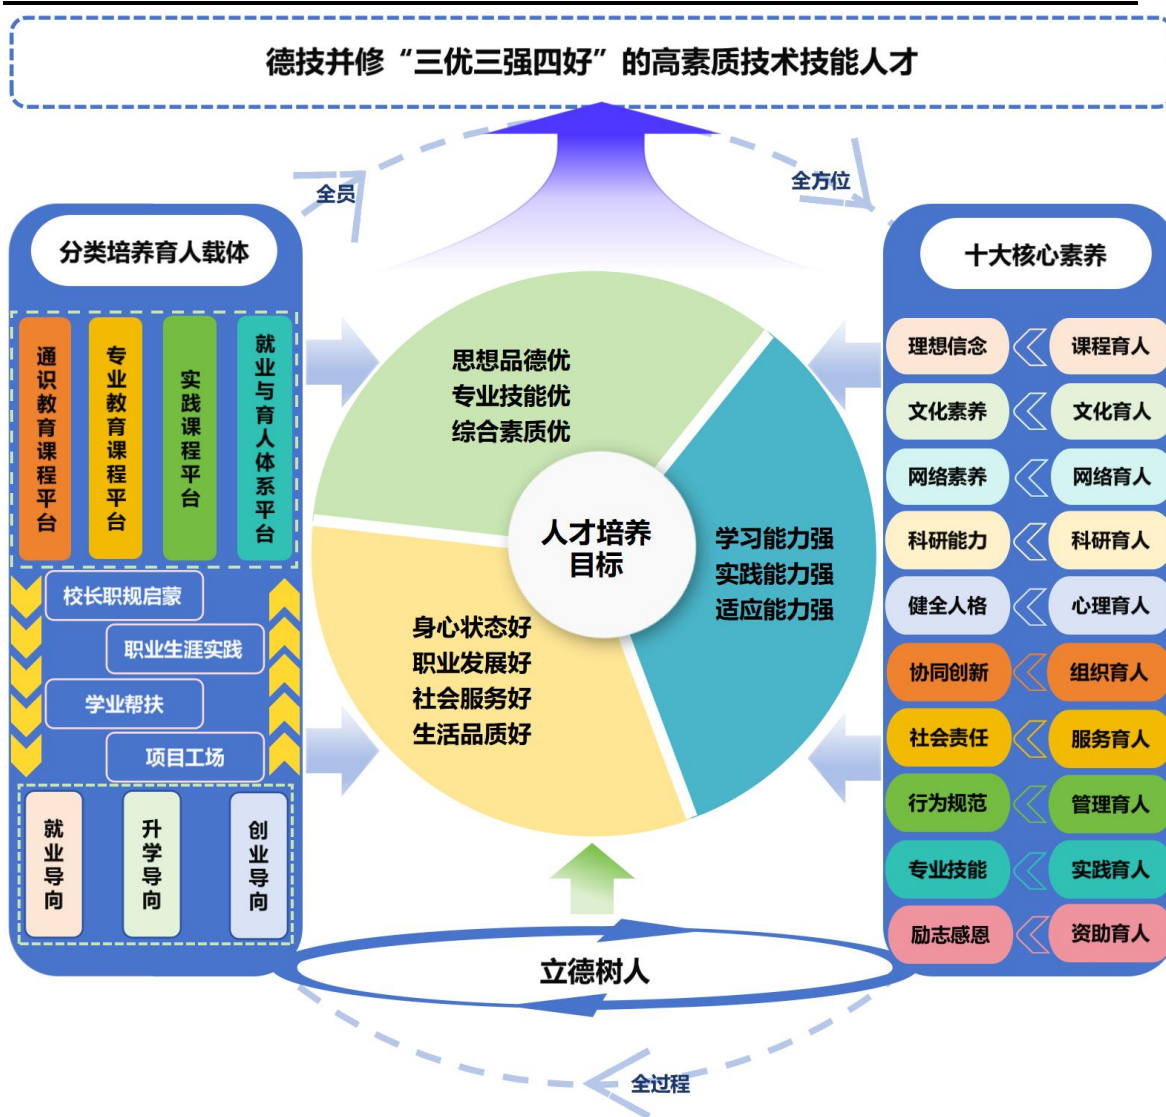 德技并修“三优三强四好”的高素质技术技能人才
全员
全方位
分类培养育人载体
通识教育课程平台
专业教育课程平台
实践课程平台
就业与育人体系平台
校长职规启蒙
职业生涯实践
学业帮扶
项目工场
就业导向
升学导向
创业导向
思想品德优
专业技能优
综合素质优
人才培养
目标
学习能力强
实践能力强
适应能力强
身心状态好
职业发展好
社会服务好
生活品质好
十大核心素养
理想信念 课程育人
文化素养 文化育人
网络素养 网络育人
科研能力 科研育人
健全人格 心理育人
协同创新 组织育人
社会责任 服务育人
行为规范 管理育人
专业技能 实践育人
励志感恩 资助育人
立德树人
全过程